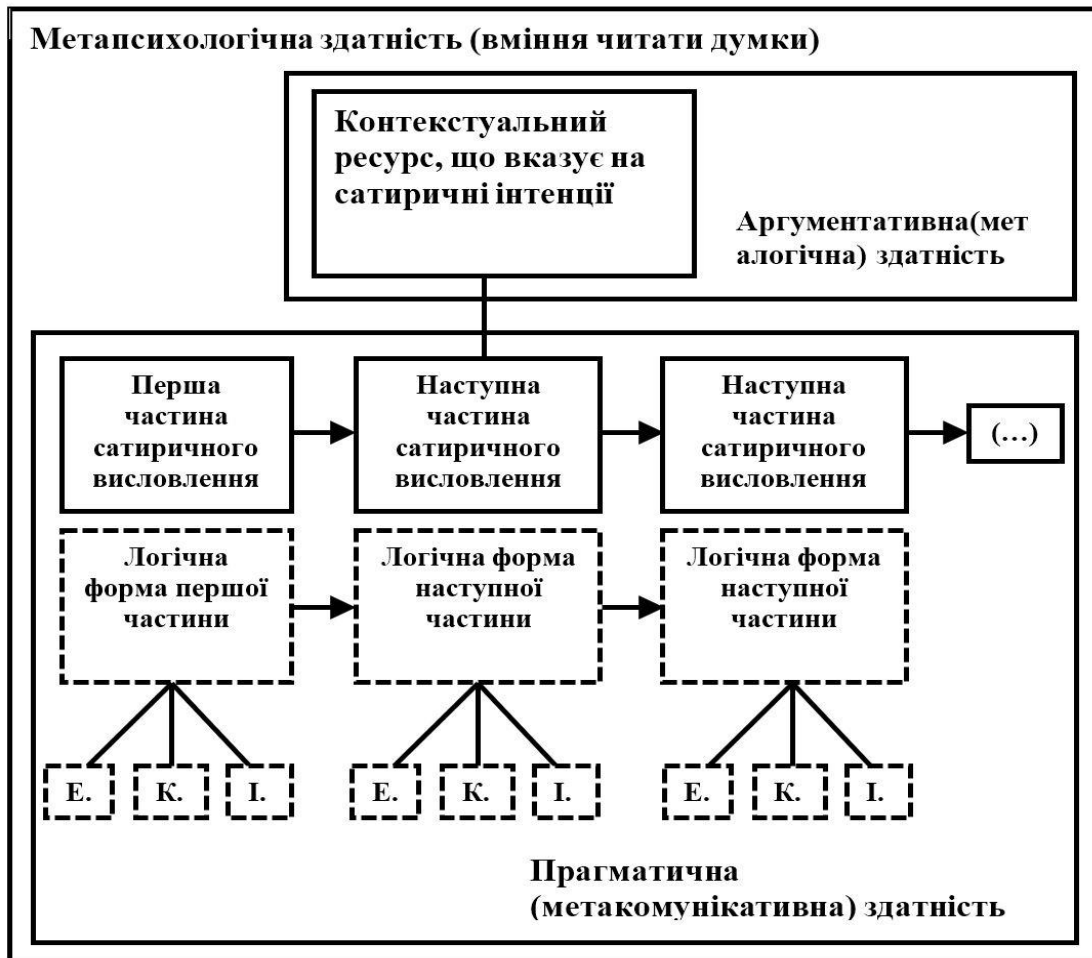 Метапсихологічна здатність (вміння читати думки)
Контекстуальний
ресурс, що вказує на
сатиричні інтенції
Аргументативна(мет
алогічна) здатність
Перша
частина
сатиричного
висловлення
Наступна
частина
сатиричного
висловлення
Наступна
частина
сатиричного
висловлення
(...)
Логічна
форма першої
частини
Логічна форма
наступної
частини
Логічна форма
наступної
частини
Е. К. І. Е. К. І. Е. К. І.
Прагматична
(метакомунікативна) здатність